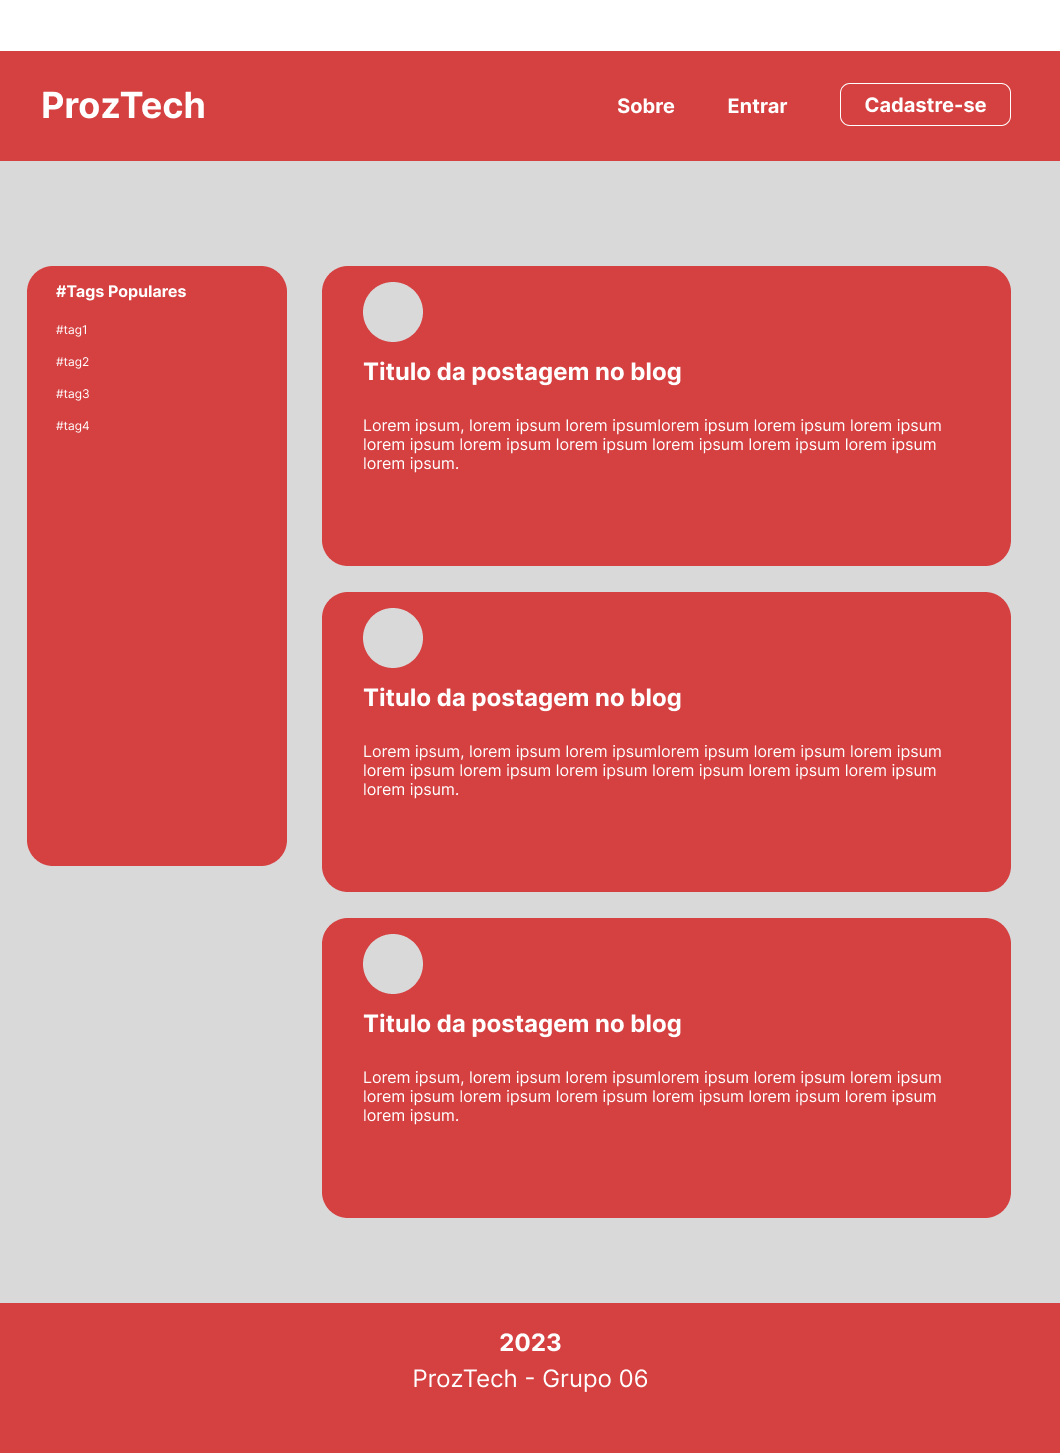 ProzTech
Sobre
Entrar
Cadastre-se
#Tags Populares
#tag1
#tag2
#tag3
#tag4
Titulo da postagem no blog
Lorem ipsum, lorem ipsum lorem ipsumlorem ipsum lorem ipsum lorem ipsum
lorem ipsum lorem ipsum lorem ipsum lorem ipsum lorem ipsum lorem ipsum
lorem ipsum.
Titulo da postagem no blog
Lorem ipsum, lorem ipsum lorem ipsumlorem ipsum lorem ipsum lorem ipsum
lorem ipsum lorem ipsum lorem ipsum lorem ipsum lorem ipsum lorem ipsum
lorem ipsum.
Titulo da postagem no blog
Lorem ipsum, lorem ipsum lorem ipsumlorem ipsum lorem ipsum lorem ipsum
lorem ipsum lorem ipsum lorem ipsum lorem ipsum lorem ipsum lorem ipsum
lorem ipsum.
2023
ProzTech - Grupo 06